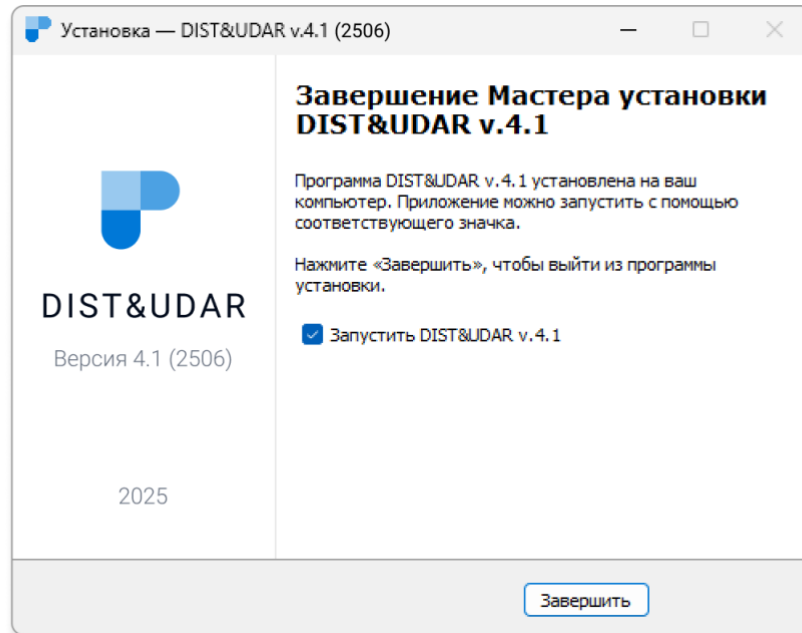 Установка — DIST&UDAR v.4.1 (2506)
Завершение Мастера установки
DIST&UDAR v.4.1
Программа DIST&UDAR v.4.1 установлена на ваш
компьютер. Приложение можно запустить с помощью
соответствующего значка.
Нажмите «Завершить», чтобы выйти из программы
установки.
Запустить DIST&UDAR v.4.1
DIST&UDAR
Версия 4.1 (2506)
2025
Завершить